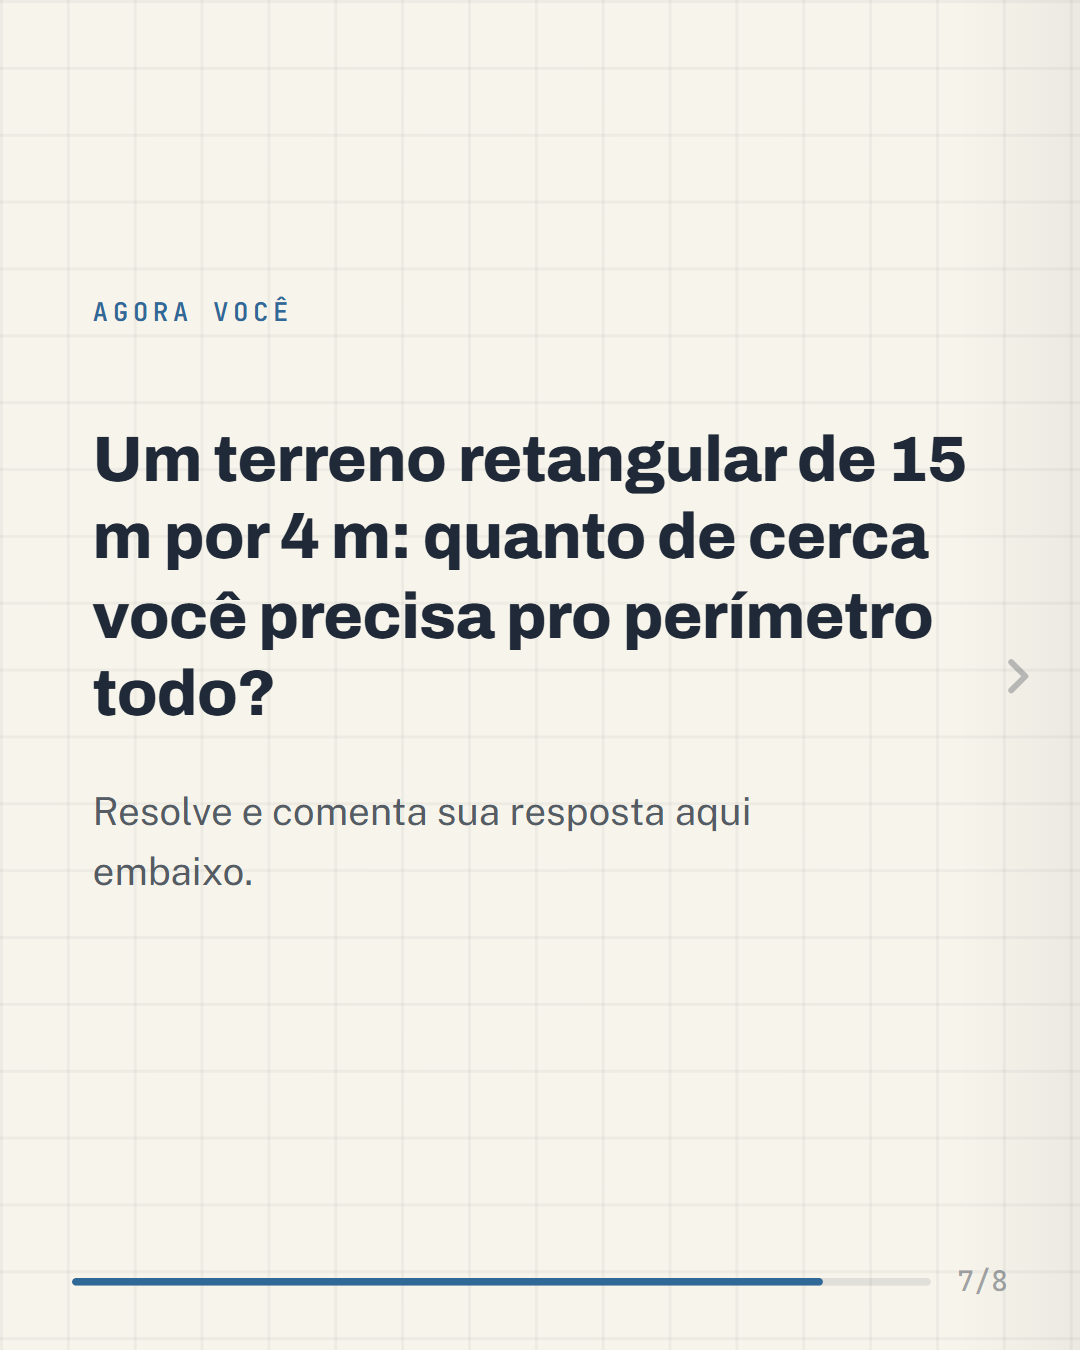 AGORA VOCÊ
Um terreno retangular de 15
m por 4 m: quanto de cerca
você precisa pro perímetro
todo?
Resolve e comenta sua resposta aqui
embaixo.
7/8